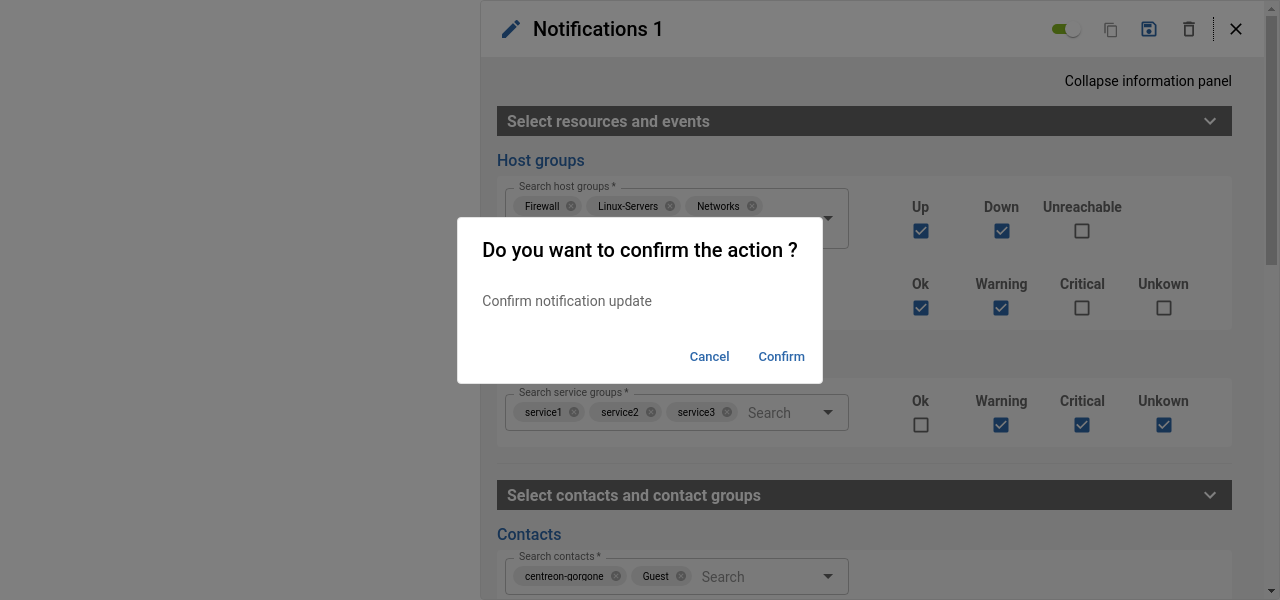 Notifications 1
Collapse information panel
Select resources and events
Host groups
Search host groups *
Firewall Linux-Servers Networks
Up Down Unreachable
Do you want to confirm the action ?
Ok Warning Critical Unkown
Confirm notification update
Cancel Confirm
Search service groups *
service1 service2 service3 Search
Ok Warning Critical Unkown
Select contacts and contact groups
Contacts
Search contacts *
centreon-gorgone Guest Search